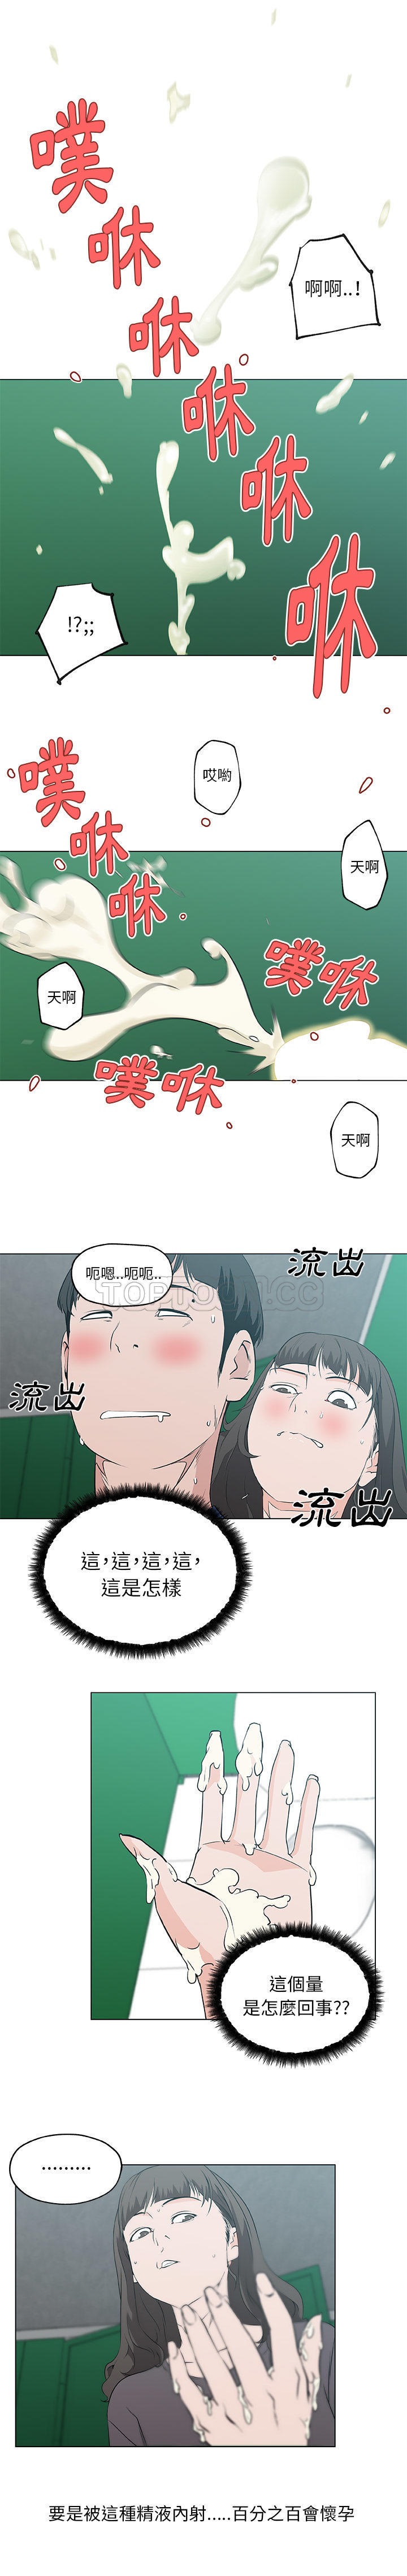 噗咻咻咻咻咻
啊啊..!
!?;;
噗咻咻
哎喲
天啊
天啊
噗咻
噗咻
天啊
呃嗯..呃呃..
流出
TOPTOON.CC
流出
流出
這,這,這,這,
這是怎樣
這個量
是怎麼回事??
.........
要是被這種精液內射.....百分之百會懷孕